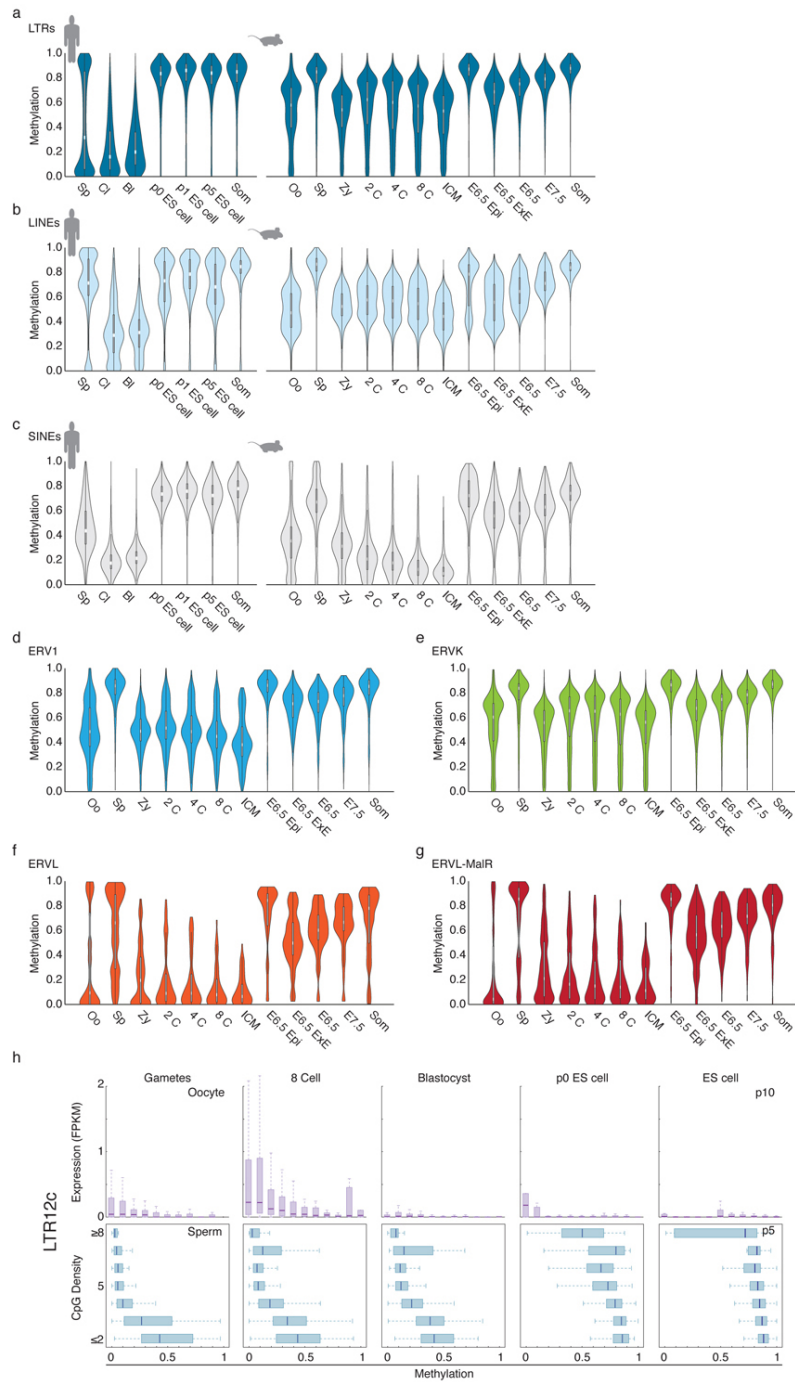 a
LTRs
Methylation
1.0
0.8
0.6
0.4
0.2
0.0
Sp
Cl
Bl
p0 ES cell
p1 ES cell
p5 ES cell
Som
Oo
Sp
Zy
2 C
4 C
8 C
ICM
E6.5 Epi
E6.5 ExE
E6.5
E7.5
Som
b
LINEs
Methylation
1.0
0.8
0.6
0.4
0.2
0.0
Sp
Cl
Bl
p0 ES cell
p1 ES cell
p5 ES cell
Som
Oo
Sp
Zy
2 C
4 C
8 C
ICM
E6.5 Epi
E6.5 ExE
E6.5
E7.5
Som
c
SINEs
Methylation
1.0
0.8
0.6
0.4
0.2
0.0
Sp
Cl
Bl
p0 ES cell
p1 ES cell
p5 ES cell
Som
Oo
Sp
Zy
2 C
4 C
8 C
ICM
E6.5 Epi
E6.5 ExE
E6.5
E7.5
Som
d
ERV1
Methylation
1.0
0.8
0.6
0.4
0.2
0.0
Oo
Sp
Zy
2 C
4 C
8 C
ICM
E6.5 Epi
E6.5 ExE
E6.5
E7.5
Som
e
ERVK
Methylation
1.0
0.8
0.6
0.4
0.2
0.0
Oo
Sp
Zy
2 C
4 C
8 C
ICM
E6.5 Epi
E6.5 ExE
E6.5
E7.5
Som
f
ERVL
Methylation
1.0
0.8
0.6
0.4
0.2
0.0
Oo
Sp
Zy
2 C
4 C
8 C
ICM
E6.5 Epi
E6.5 ExE
E6.5
E7.5
Som
g
ERVL-MalR
Methylation
1.0
0.8
0.6
0.4
0.2
0.0
Oo
Sp
Zy
2 C
4 C
8 C
ICM
E6.5 Epi
E6.5 ExE
E6.5
E7.5
Som
h
LTR12c
Gametes
8 Cell
Blastocyst
p0 ES cell
ES cell
Expression (FPKM)
2
1
0
Oocyte
p10
CpG Density
≥8
5
≤2
Sperm
p5
0 0.5 1
0 0.5 1
0 0.5 1
0 0.5 1
0 0.5 1
Methylation